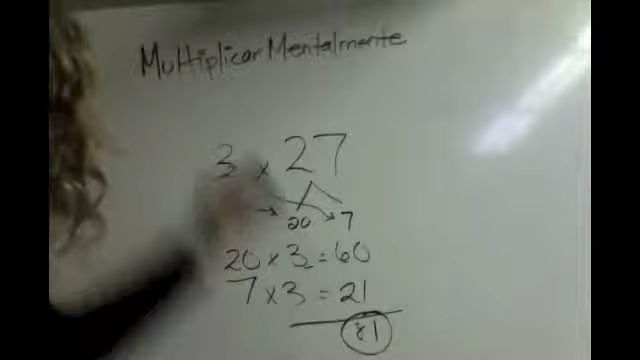 Multiplicar Mentalmente
3 x 27
→ 20 7
20 x 3 = 60
7 x 3 = 21
81